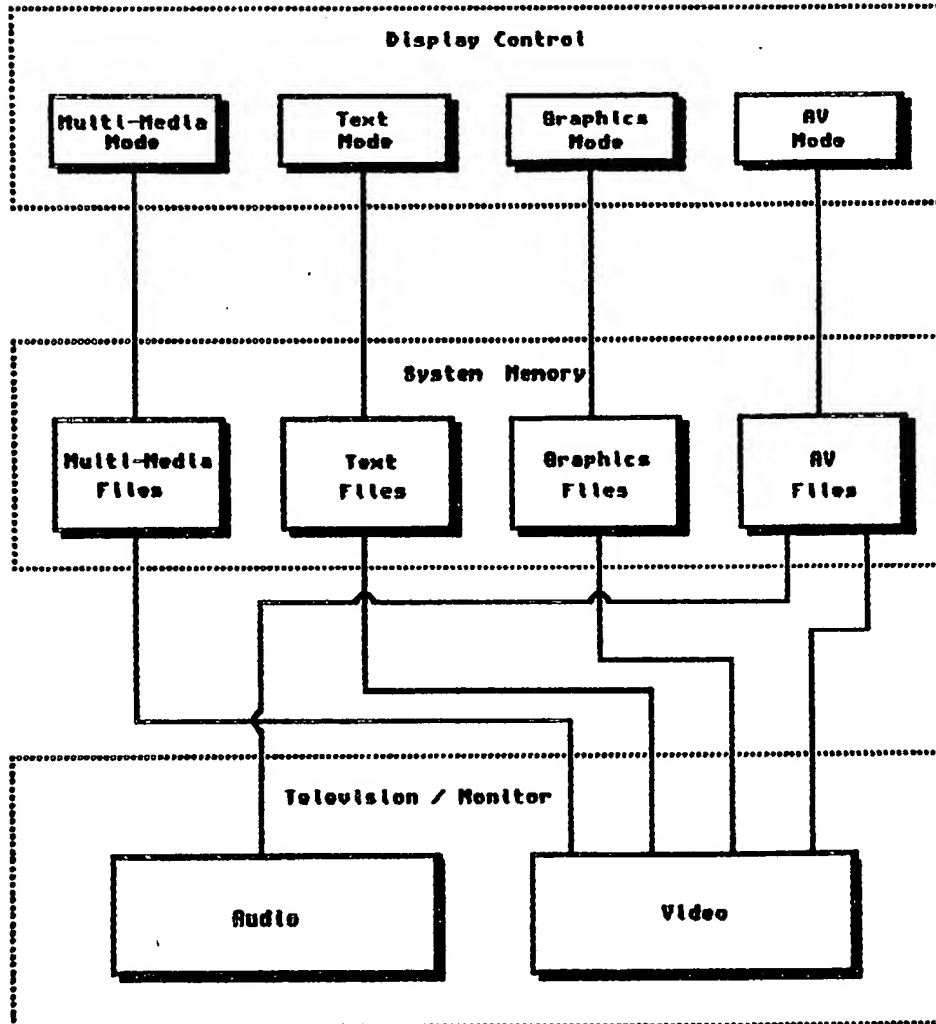 Display Control
Multi-Media
Mode
Text
Mode
Graphics
Mode
AV
Mode
System Memory
Multi-Media
Files
Text
Files
Graphics
Files
AV
Files
Television / Monitor
Audio
Video